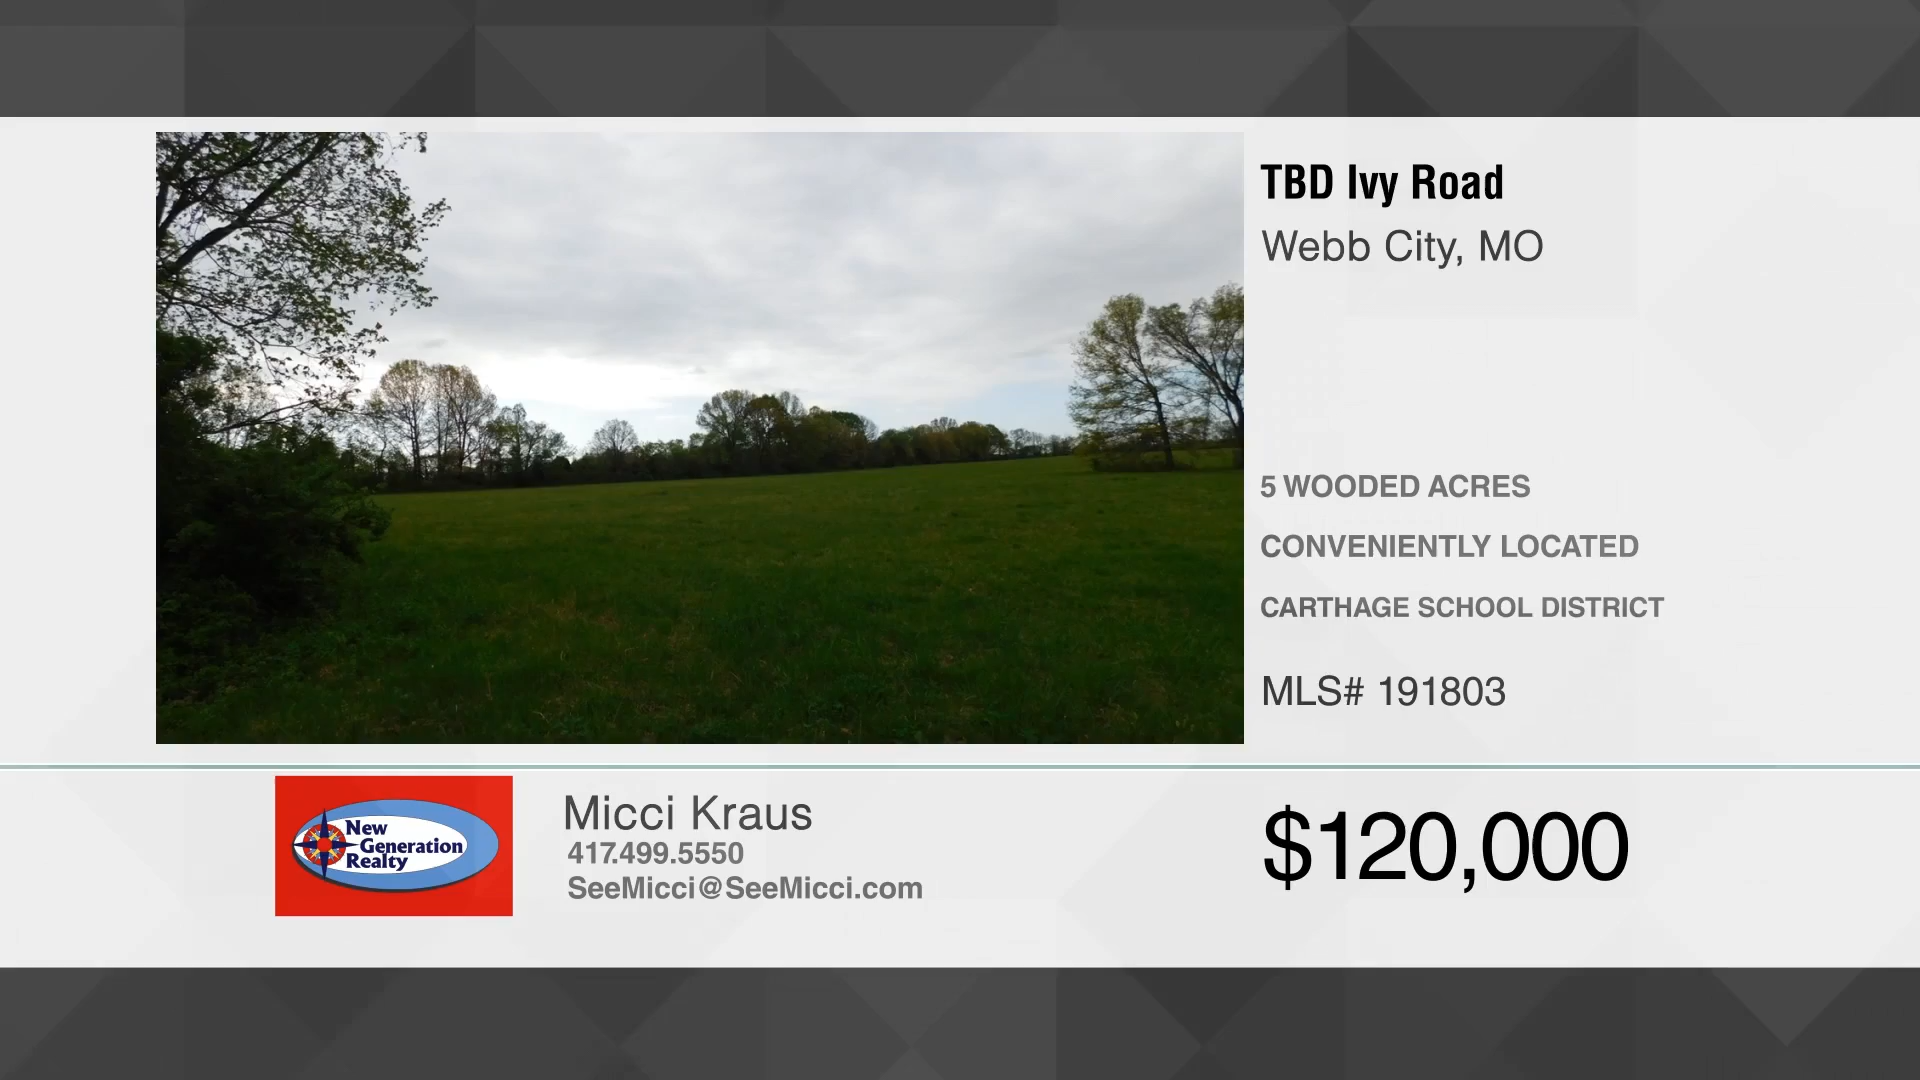 TBD Ivy Road
Webb City, MO
5 WOODED ACRES
CONVENIENTLY LOCATED
CARTHAGE SCHOOL DISTRICT
MLS# 191803
New
Generation
Realty
Micci Kraus
417.499.5550
SeeMicci@SeeMicci.com
$120,000